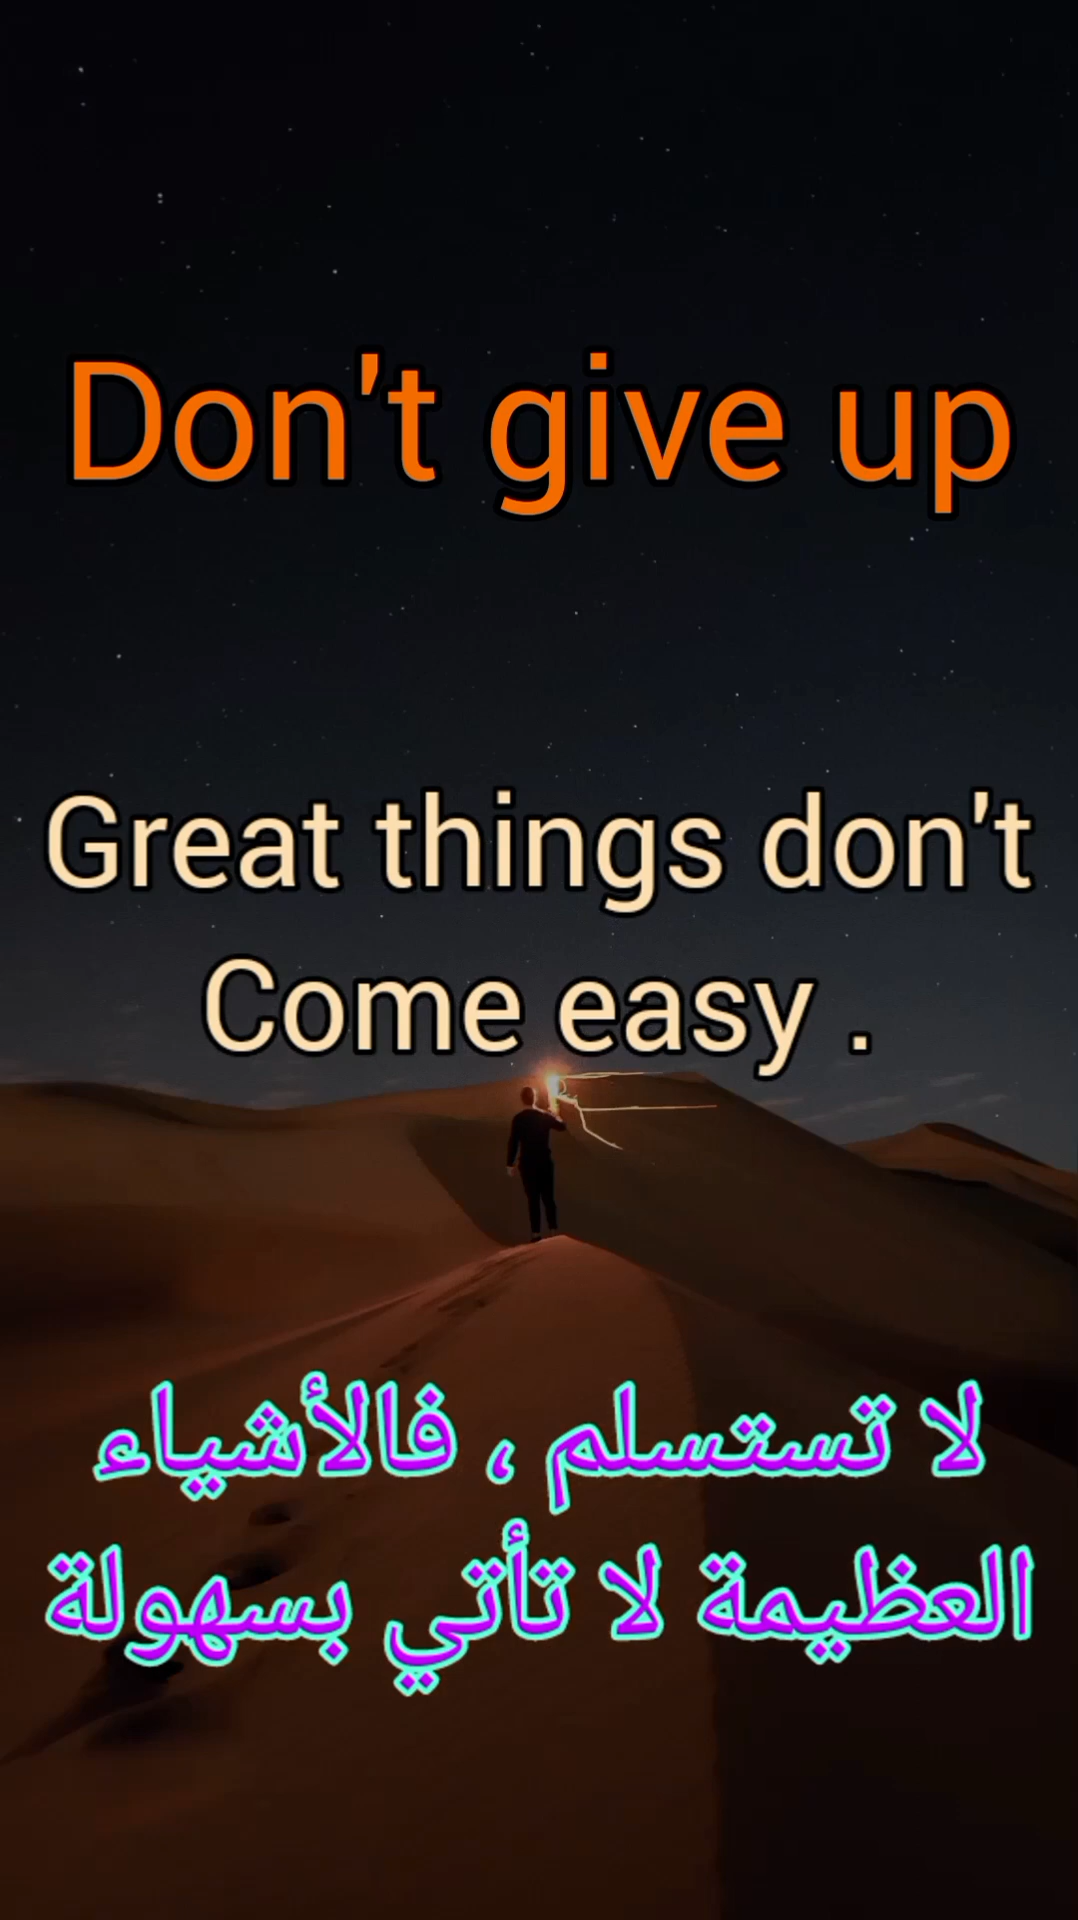 Don't give up
Great things don't
Come easy .
لا تستسلم ، فالأشياء
العظيمة لا تأتي بسهولة